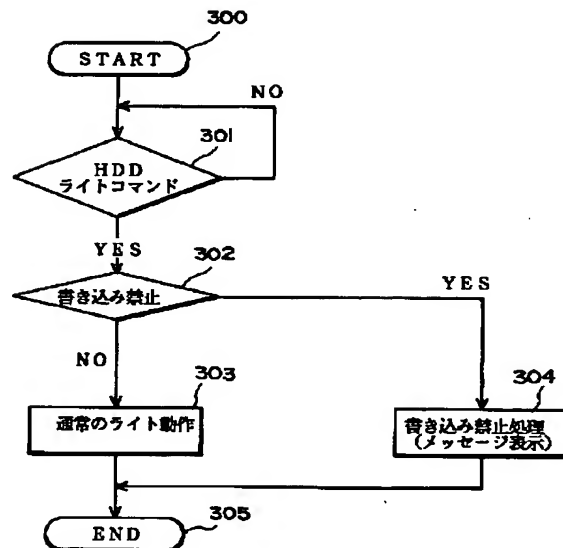 300
START
NO
301
HDD
ライトコマンド
YES
302
書き込み禁止
YES
NO
303
304
通常のライト動作
書き込み禁止処理
(メッセージ表示)
END
305